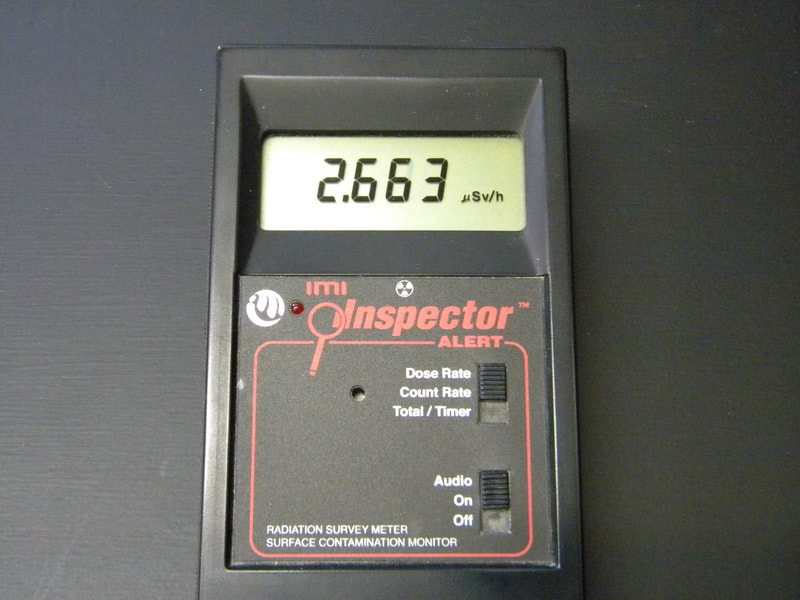 2.663 μSv/h
imi
Inspector™
ALERT
Dose Rate
Count Rate
Total / Timer
Audio
On
Off
RADIATION SURVEY METER
SURFACE CONTAMINATION MONITOR